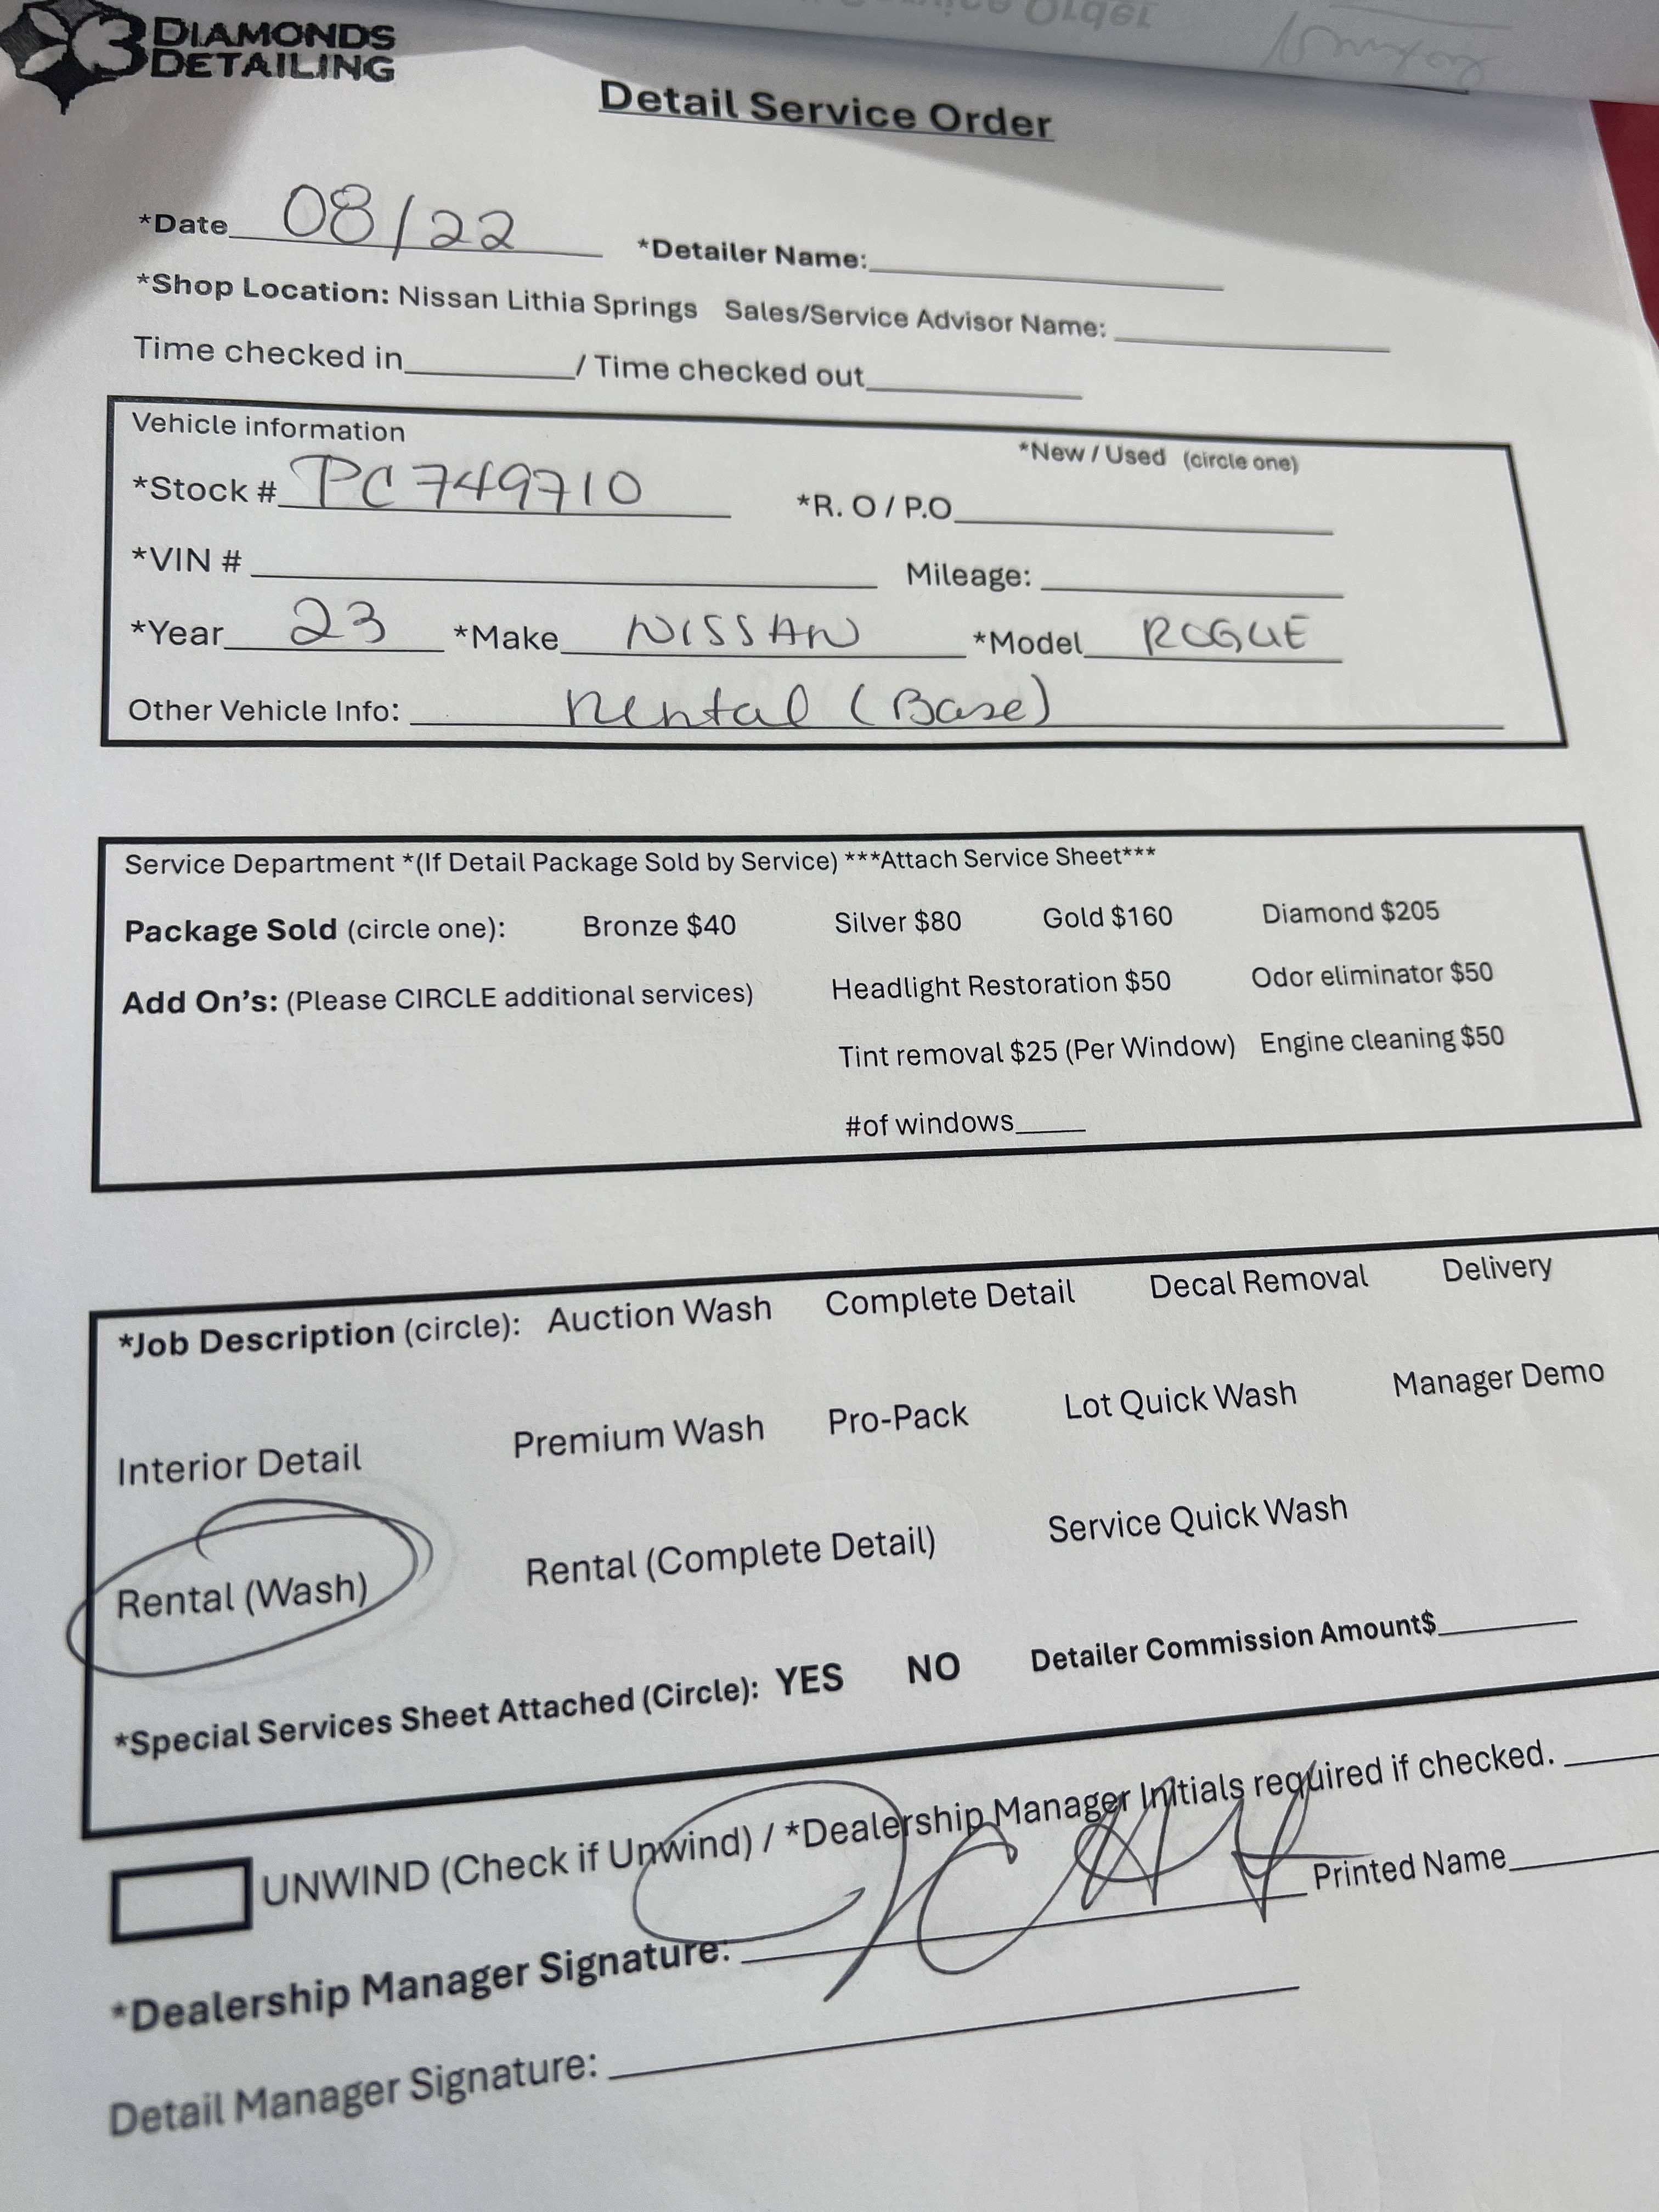 Service Order
3 DIAMONDS
DETAILING
Detail Service Order
*Date 08/22 *Detailer Name:
*Shop Location: Nissan Lithia Springs Sales/Service Advisor Name:
Time checked in / Time checked out
Vehicle information
*New / Used (circle one)
*Stock # PC749710 *R. O / P.O
*VIN # Mileage:
*Year 23 *Make NISSAN *Model ROGUE
Other Vehicle Info: Rental (Base)
Service Department *(If Detail Package Sold by Service) ***Attach Service Sheet***
Package Sold (circle one): Bronze $40 Silver $80 Gold $160 Diamond $205
Add On's: (Please CIRCLE additional services) Headlight Restoration $50 Odor eliminator $50
Tint removal $25 (Per Window) Engine cleaning $50
#of windows
*Job Description (circle): Auction Wash Complete Detail Decal Removal Delivery
Interior Detail Premium Wash Pro-Pack Lot Quick Wash Manager Demo
Rental (Wash) Rental (Complete Detail) Service Quick Wash
*Special Services Sheet Attached (Circle): YES NO Detailer Commission Amount$
UNWIND (Check if Unwind) / *Dealership Manager Initials required if checked.
*Dealership Manager Signature: Printed Name
Detail Manager Signature: